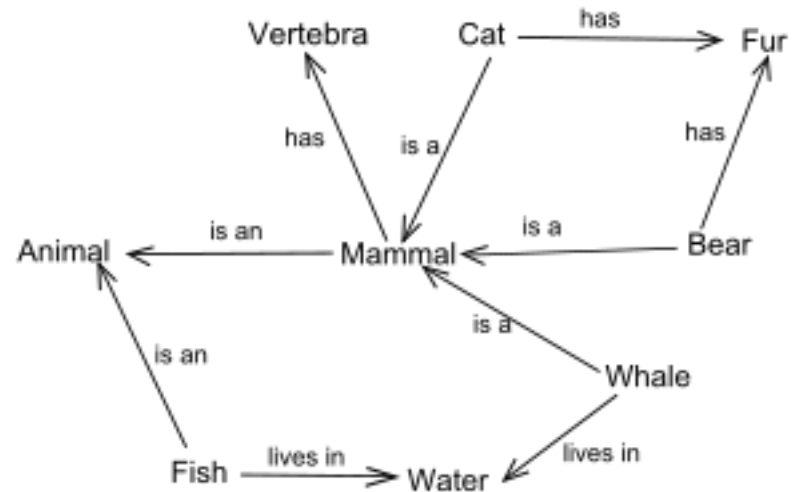 Vertebra
Cat
has
Fur
has
is a
has
Animal
is an
Mammal
is a
Bear
is an
is a
Whale
Fish
lives in
Water
lives in